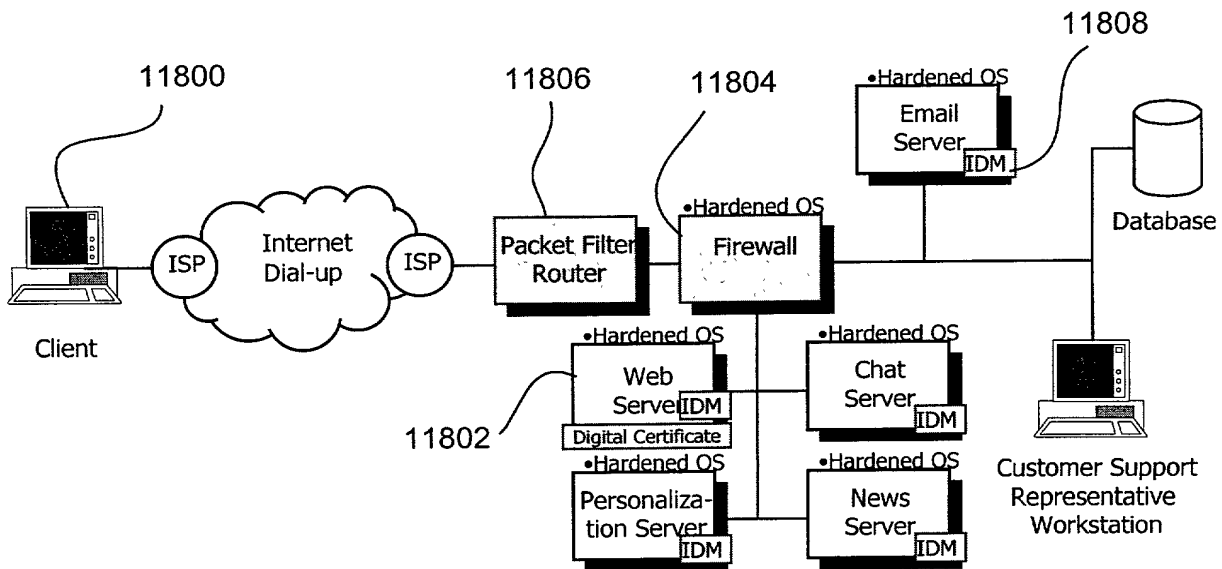 11800
11806
11804
11808
•Hardened OS
Email
Server
IDM
Database
•Hardened OS
Firewall
Packet Filter
Router
ISP
Internet
Dial-up
ISP
Client
•Hardened OS
Web
Server
IDM
Digital Certificate
11802
•Hardened OS
Chat
Server
IDM
•Hardened OS
Personaliza-
tion Server
IDM
•Hardened OS
News
Server
IDM
Customer Support
Representative
Workstation